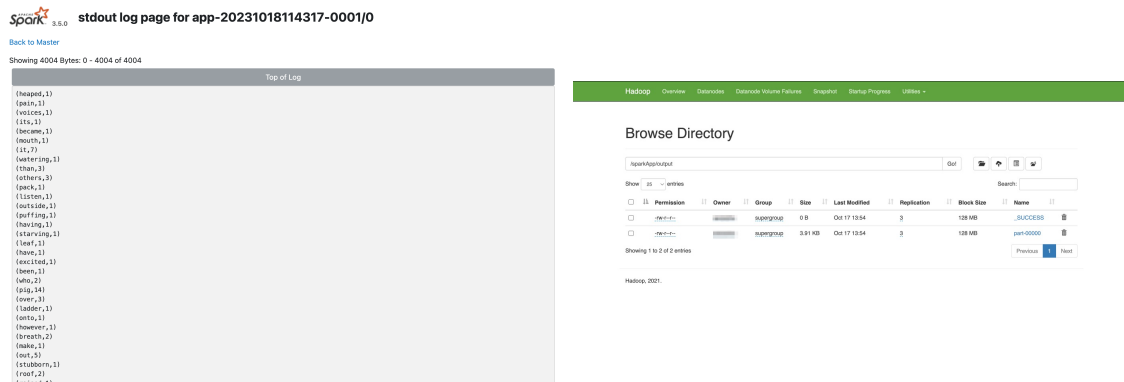 APACHE
Spark 3.5.0 stdout log page for app-20231018114317-0001/0
Back to Master
Showing 4004 Bytes: 0 - 4004 of 4004
Top of Log
(heaped,1)
(pain,1)
(voices,1)
(its,1)
(became,1)
(mouth,1)
(it,7)
(watering,1)
(than,3)
(others,3)
(pack,1)
(listen,1)
(outside,1)
(puffing,1)
(having,1)
(starving,1)
(leaf,1)
(have,1)
(excited,1)
(been,1)
(who,2)
(pig,14)
(over,3)
(ladder,1)
(onto,1)
(however,1)
(breath,2)
(make,1)
(out,5)
(stubborn,1)
(roof,2)
Hadoop Overview Datanodes Datanode Volume Failures Snapshot Startup Progress Utilities
Browse Directory
/sparkApp/output Go!
Show 25 entries Search:
Permission Owner Group Size Last Modified Replication Block Size Name
-rw-r--r-- supergroup 0 B Oct 17 13:54 3 128 MB _SUCCESS
-rw-r--r-- supergroup 3.91 KB Oct 17 13:54 3 128 MB part-00000
Showing 1 to 2 of 2 entries Previous 1 Next
Hadoop, 2021.